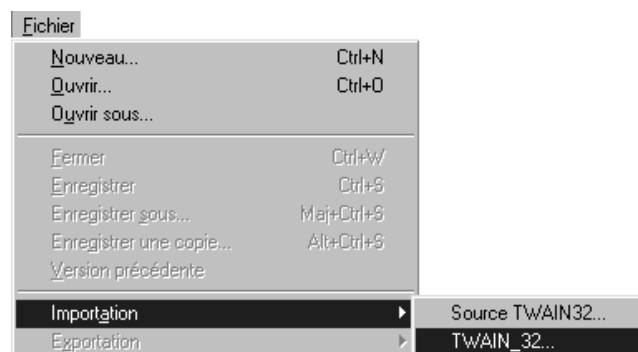 Fichier
Nouveau... Ctrl+N
Ouvrir... Ctrl+O
Ouvrir sous...
Fermer Ctrl+W
Enregistrer Ctrl+S
Enregistrer sous... Maj+Ctrl+S
Enregistrer une copie... Alt+Ctrl+S
Version précédente
Importation Source TWAIN32...
Exportation TWAIN_32...